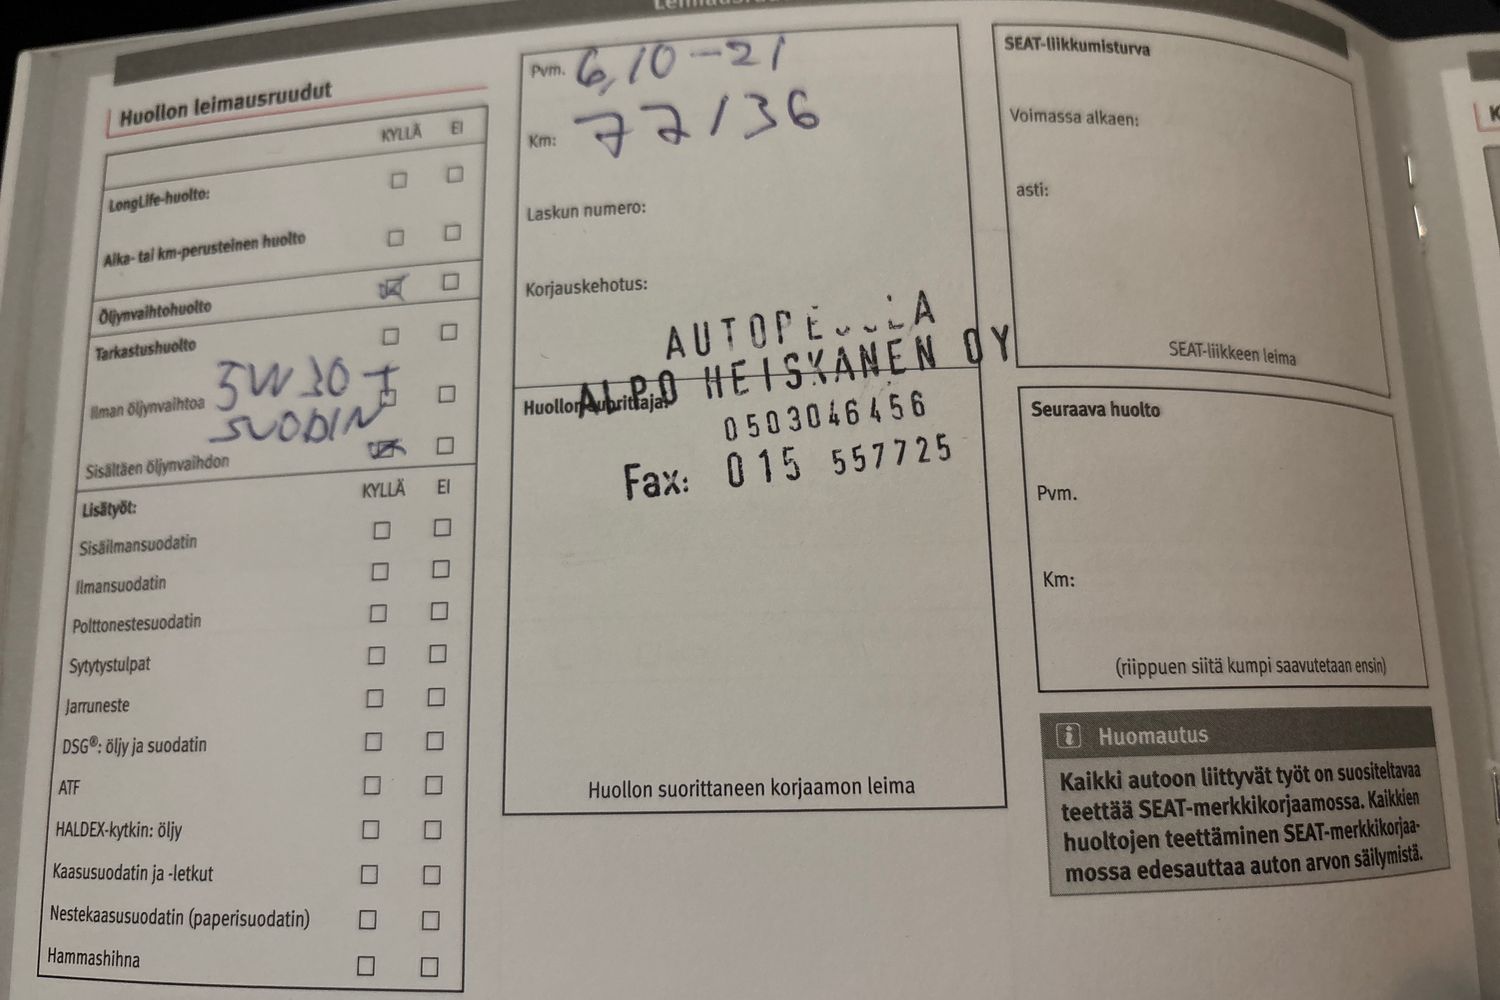 Huollon leimausruudut
KYLLÄ EI
LongLife-huolto:
Aika- tai km-perusteinen huolto
Öljynvaihtohuolto
Tarkastushuolto
Ilman öljynvaihtoa
5W30 +
SUODIN
Sisältäen öljynvaihdon
KYLLÄ EI
Lisätyöt:
Sisäilmansuodatin
Ilmansuodatin
Polttonestesuodatin
Sytytystulpat
Jarruneste
DSG®: öljy ja suodatin
ATF
HALDEX-kytkin: öljy
Kaasusuodatin ja -letkut
Nestekaasusuodatin (paperisuodatin)
Hammashihna
Pvm. 6,10-21
Km: 77136
Laskun numero:
Korjauskehotus:
ALPO HEISKANEN OY
Huollon suorittaja:
0503046456
Fax: 015 557725
Huollon suorittaneen korjaamon leima
SEAT-liikkumisturva
Voimassa alkaen:
asti:
SEAT-liikkeen leima
Seuraava huolto
Pvm.
Km:
(riippuen siitä kumpi saavutetaan ensin)
i Huomautus
Kaikki autoon liittyvät työt on suositeltavaa
teettää SEAT-merkkikorjaamossa. Kaikkien
huoltojen teettäminen SEAT-merkkikorjaa-
mossa edesauttaa auton arvon säilymistä.